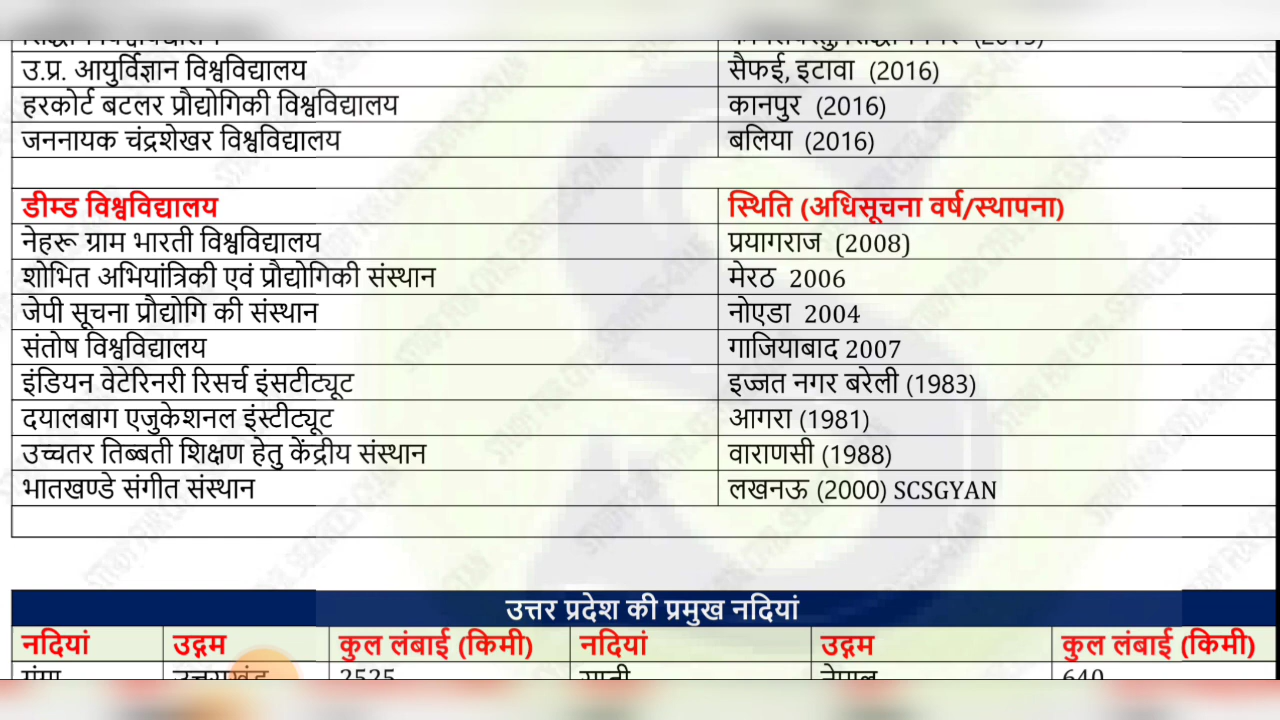 उ.प्र. आयुर्विज्ञान विश्वविद्यालय सैफई, इटावा (2016)
हरकोर्ट बटलर प्रौद्योगिकी विश्वविद्यालय कानपुर (2016)
जननायक चंद्रशेखर विश्वविद्यालय बलिया (2016)
डीम्ड विश्वविद्यालय स्थिति (अधिसूचना वर्ष/स्थापना)
नेहरू ग्राम भारती विश्वविद्यालय प्रयागराज (2008)
शोभित अभियांत्रिकी एवं प्रौद्योगिकी संस्थान मेरठ 2006
जेपी सूचना प्रौद्योगि की संस्थान नोएडा 2004
संतोष विश्वविद्यालय गाजियाबाद 2007
इंडियन वेटेरिनरी रिसर्च इंसटीट्यूट इज्जत नगर बरेली (1983)
दयालबाग एजुकेशनल इंस्टीट्यूट आगरा (1981)
उच्चतर तिब्बती शिक्षण हेतु केंद्रीय संस्थान वाराणसी (1988)
भातखण्डे संगीत संस्थान लखनऊ (2000) SCSGYAN
उत्तर प्रदेश की प्रमुख नदियां
नदियां उद्गम कुल लंबाई (किमी) नदियां उद्गम कुल लंबाई (किमी)